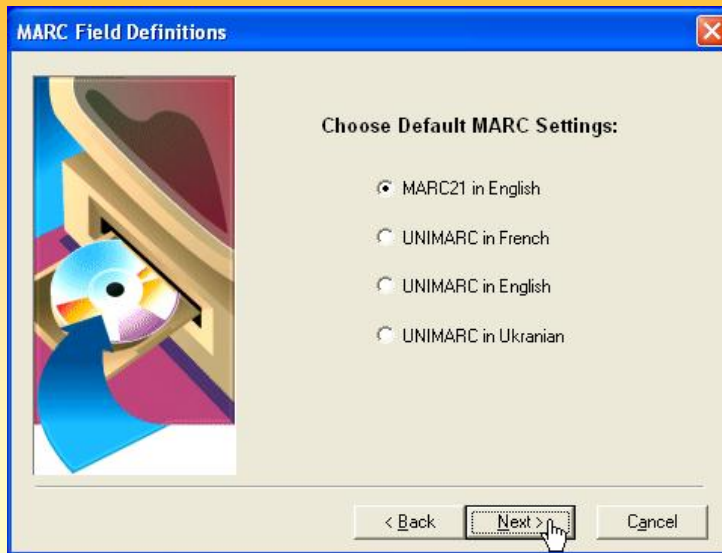 MARC Field Definitions
Choose Default MARC Settings:
MARC21 in English
UNIMARC in French
UNIMARC in English
UNIMARC in Ukranian
< Back
Next >
Cancel